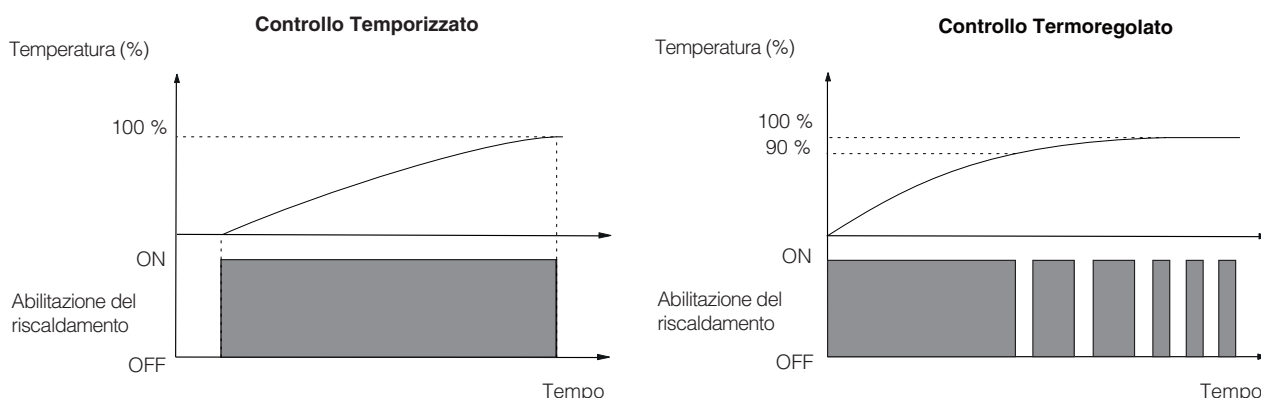 Controllo Temporizzato
Temperatura (%)
100 %
ON
Abilitazione del
riscaldamento
OFF
Tempo
Controllo Termoregolato
Temperatura (%)
100 %
90 %
ON
Abilitazione del
riscaldamento
OFF
Tempo